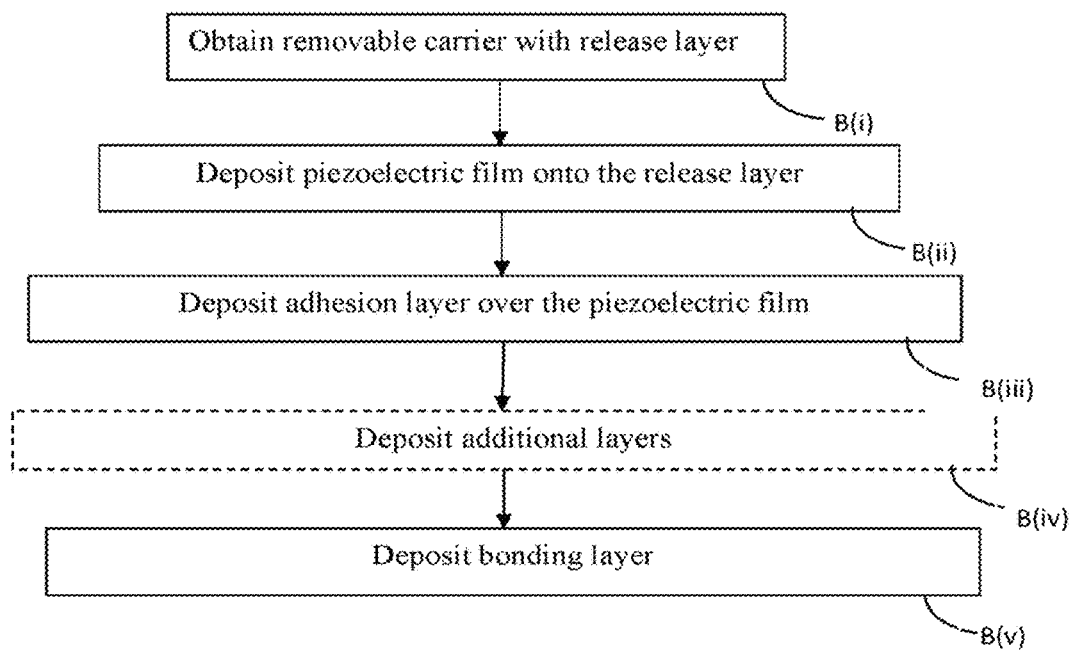 Obtain removable carrier with release layer
B(i)
Deposit piezoelectric film onto the release layer
B(ii)
Deposit adhesion layer over the piezoelectric film
B(iii)
Deposit additional layers
B(iv)
Deposit bonding layer
B(v)